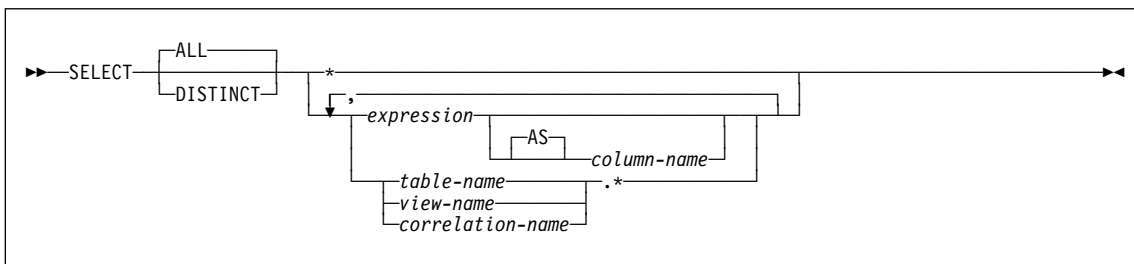 ALL
SELECT *
DISTINCT ,
expression
AS
column-name
table-name .*
view-name
correlation-name